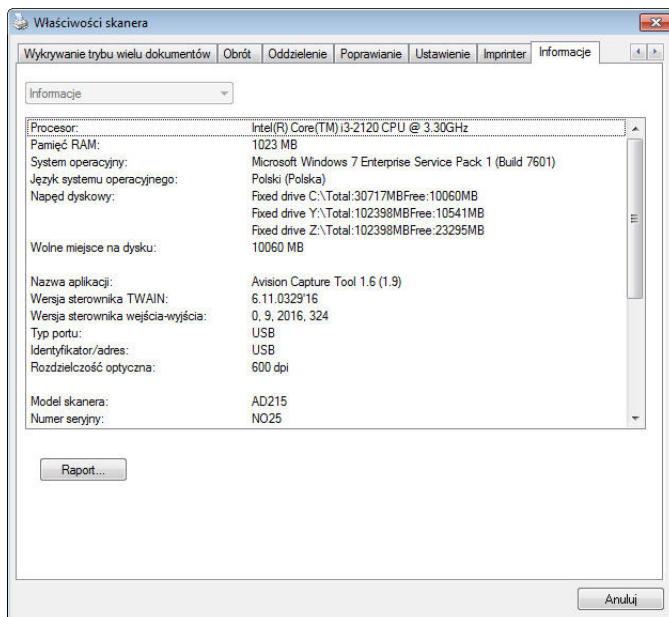 Właściwości skanera
Wykrywanie trybu wielu dokumentów Obrót Oddzielenie Poprawianie Ustawienie Imprinter Informacje
Informacje
Procesor: Intel(R) Core(TM) i3-2120 CPU @ 3.30GHz
Pamięć RAM: 1023 MB
System operacyjny: Microsoft Windows 7 Enterprise Service Pack 1 (Build 7601)
Język systemu operacyjnego: Polski (Polska)
Napęd dyskowy: Fixed drive C:\Total:30717MBFree:10060MB
Fixed drive Y:\Total:102398MBFree:10541MB
Fixed drive Z:\Total:102398MBFree:23295MB
Wolne miejsce na dysku: 10060 MB
Nazwa aplikacji: Avision Capture Tool 1.6 (1.9)
Wersja sterownika TWAIN: 6.11.0329'16
Wersja sterownika wejścia-wyjścia: 0, 9, 2016, 324
Typ portu: USB
Identyfikator/adres: USB
Rozdzielczość optyczna: 600 dpi
Model skanera: AD215
Numer seryjny: NO25
Raport...
Anuluj